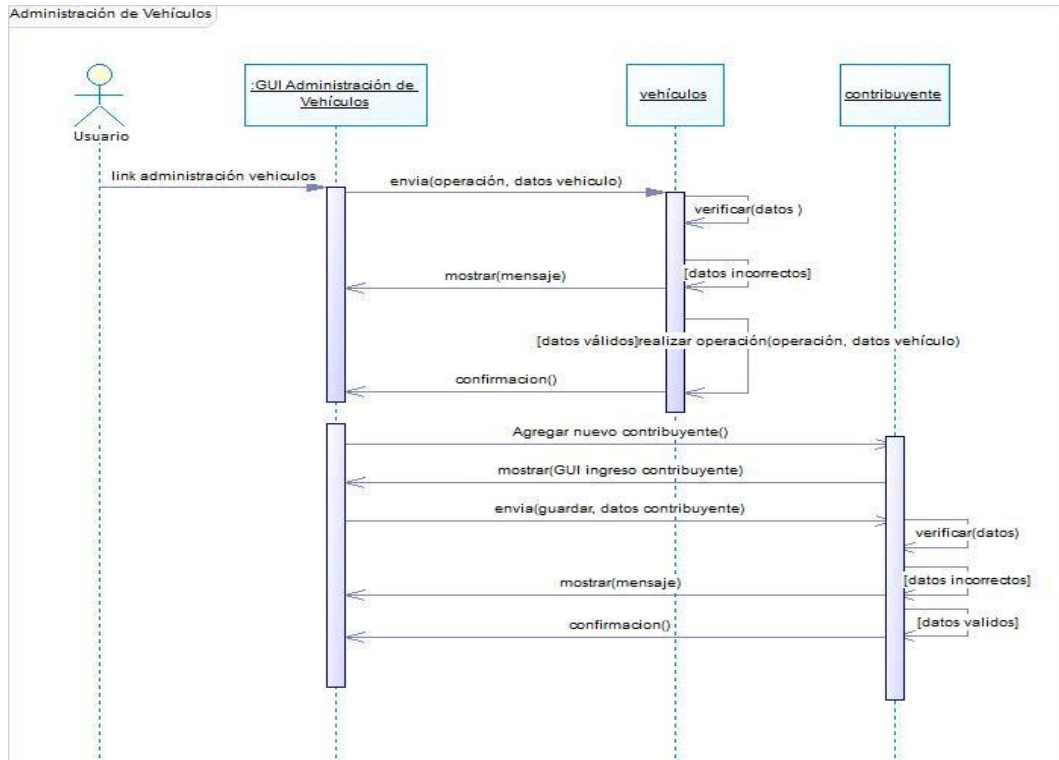 Administración de Vehículos
:GUI Administración de
Vehículos
vehículos
contribuyente
Usuario
link administración vehiculos
envia(operación, datos vehiculo)
verificar(datos )
mostrar(mensaje)
[datos incorrectos]
[datos válidos]realizar operación(operación, datos vehículo)
confirmacion()
Agregar nuevo contribuyente()
mostrar(GUI ingreso contribuyente)
envia(guardar, datos contribuyente)
verificar(datos)
mostrar(mensaje)
[datos incorrectos]
confirmacion()
[datos validos]